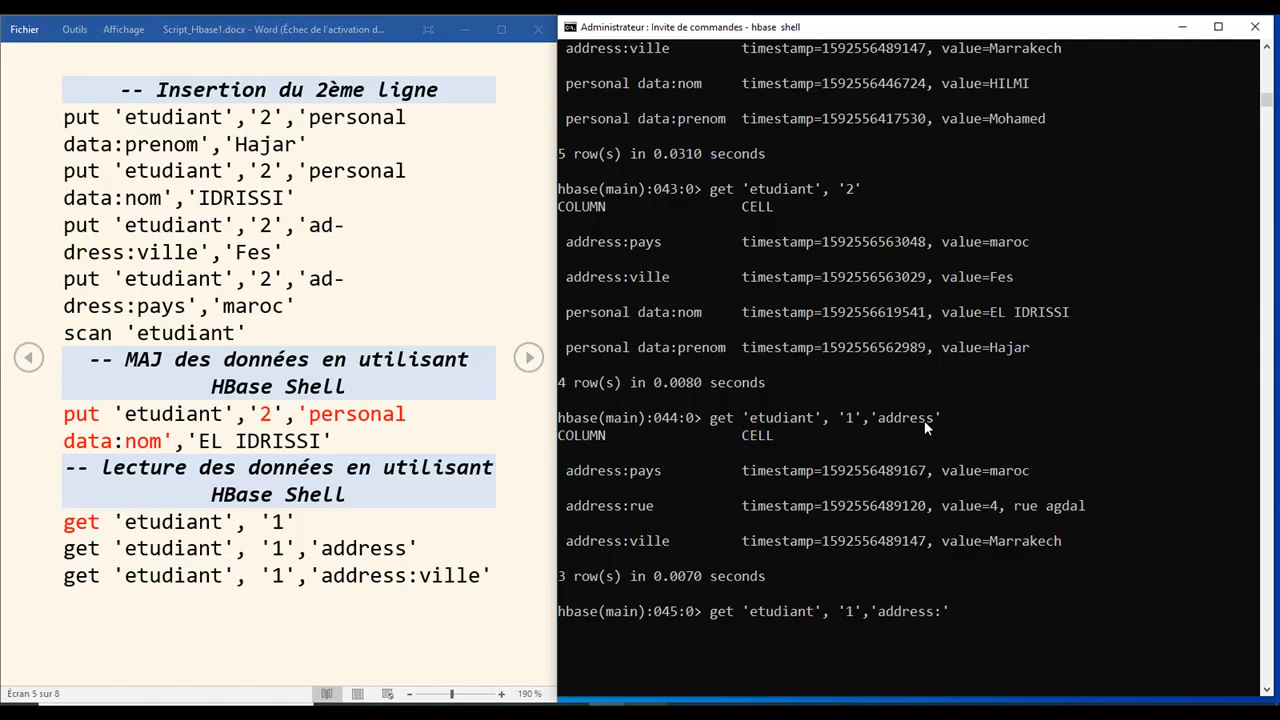 Fichier Outils Affichage Script_Hbase1.docx - Word (Échec de l'activation d...
-- Insertion du 2ème ligne
put 'etudiant','2','personal
data:prenom','Hajar'
put 'etudiant','2','personal
data:nom','IDRISSI'
put 'etudiant','2','ad-
dress:ville','Fes'
put 'etudiant','2','ad-
dress:pays','maroc'
scan 'etudiant'
-- MAJ des données en utilisant
HBase Shell
put 'etudiant','2','personal
data:nom','EL IDRISSI'
-- lecture des données en utilisant
HBase Shell
get 'etudiant', '1'
get 'etudiant', '1','address'
get 'etudiant', '1','address:ville'
Écran 5 sur 8
190 %
Administrateur : Invite de commandes - hbase shell
address:ville timestamp=1592556489147, value=Marrakech
personal data:nom timestamp=1592556446724, value=HILMI
personal data:prenom timestamp=1592556417530, value=Mohamed
5 row(s) in 0.0310 seconds
hbase(main):043:0> get 'etudiant', '2'
COLUMN CELL
address:pays timestamp=1592556563048, value=maroc
address:ville timestamp=1592556563029, value=Fes
personal data:nom timestamp=1592556619541, value=EL IDRISSI
personal data:prenom timestamp=1592556562989, value=Hajar
4 row(s) in 0.0080 seconds
hbase(main):044:0> get 'etudiant', '1','address'
COLUMN CELL
address:pays timestamp=1592556489167, value=maroc
address:rue timestamp=1592556489120, value=4, rue agdal
address:ville timestamp=1592556489147, value=Marrakech
3 row(s) in 0.0070 seconds
hbase(main):045:0> get 'etudiant', '1','address:'